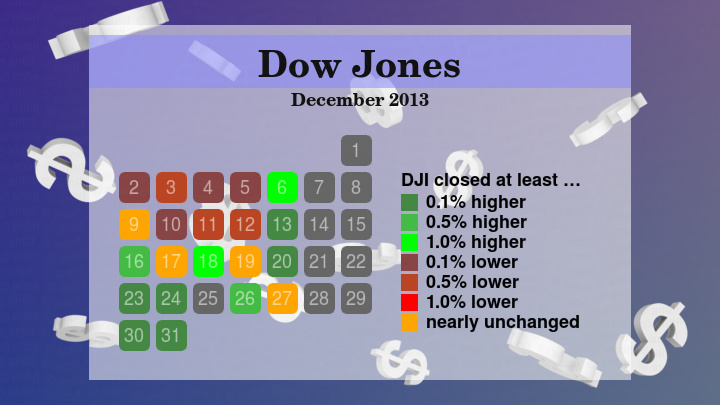 Dow Jones
December 2013
1
2 3 4 5 6 7 8
9 10 11 12 13 14 15
16 17 18 19 20 21 22
23 24 25 26 27 28 29
30 31
DJI closed at least ...
0.1% higher
0.5% higher
1.0% higher
0.1% lower
0.5% lower
1.0% lower
nearly unchanged